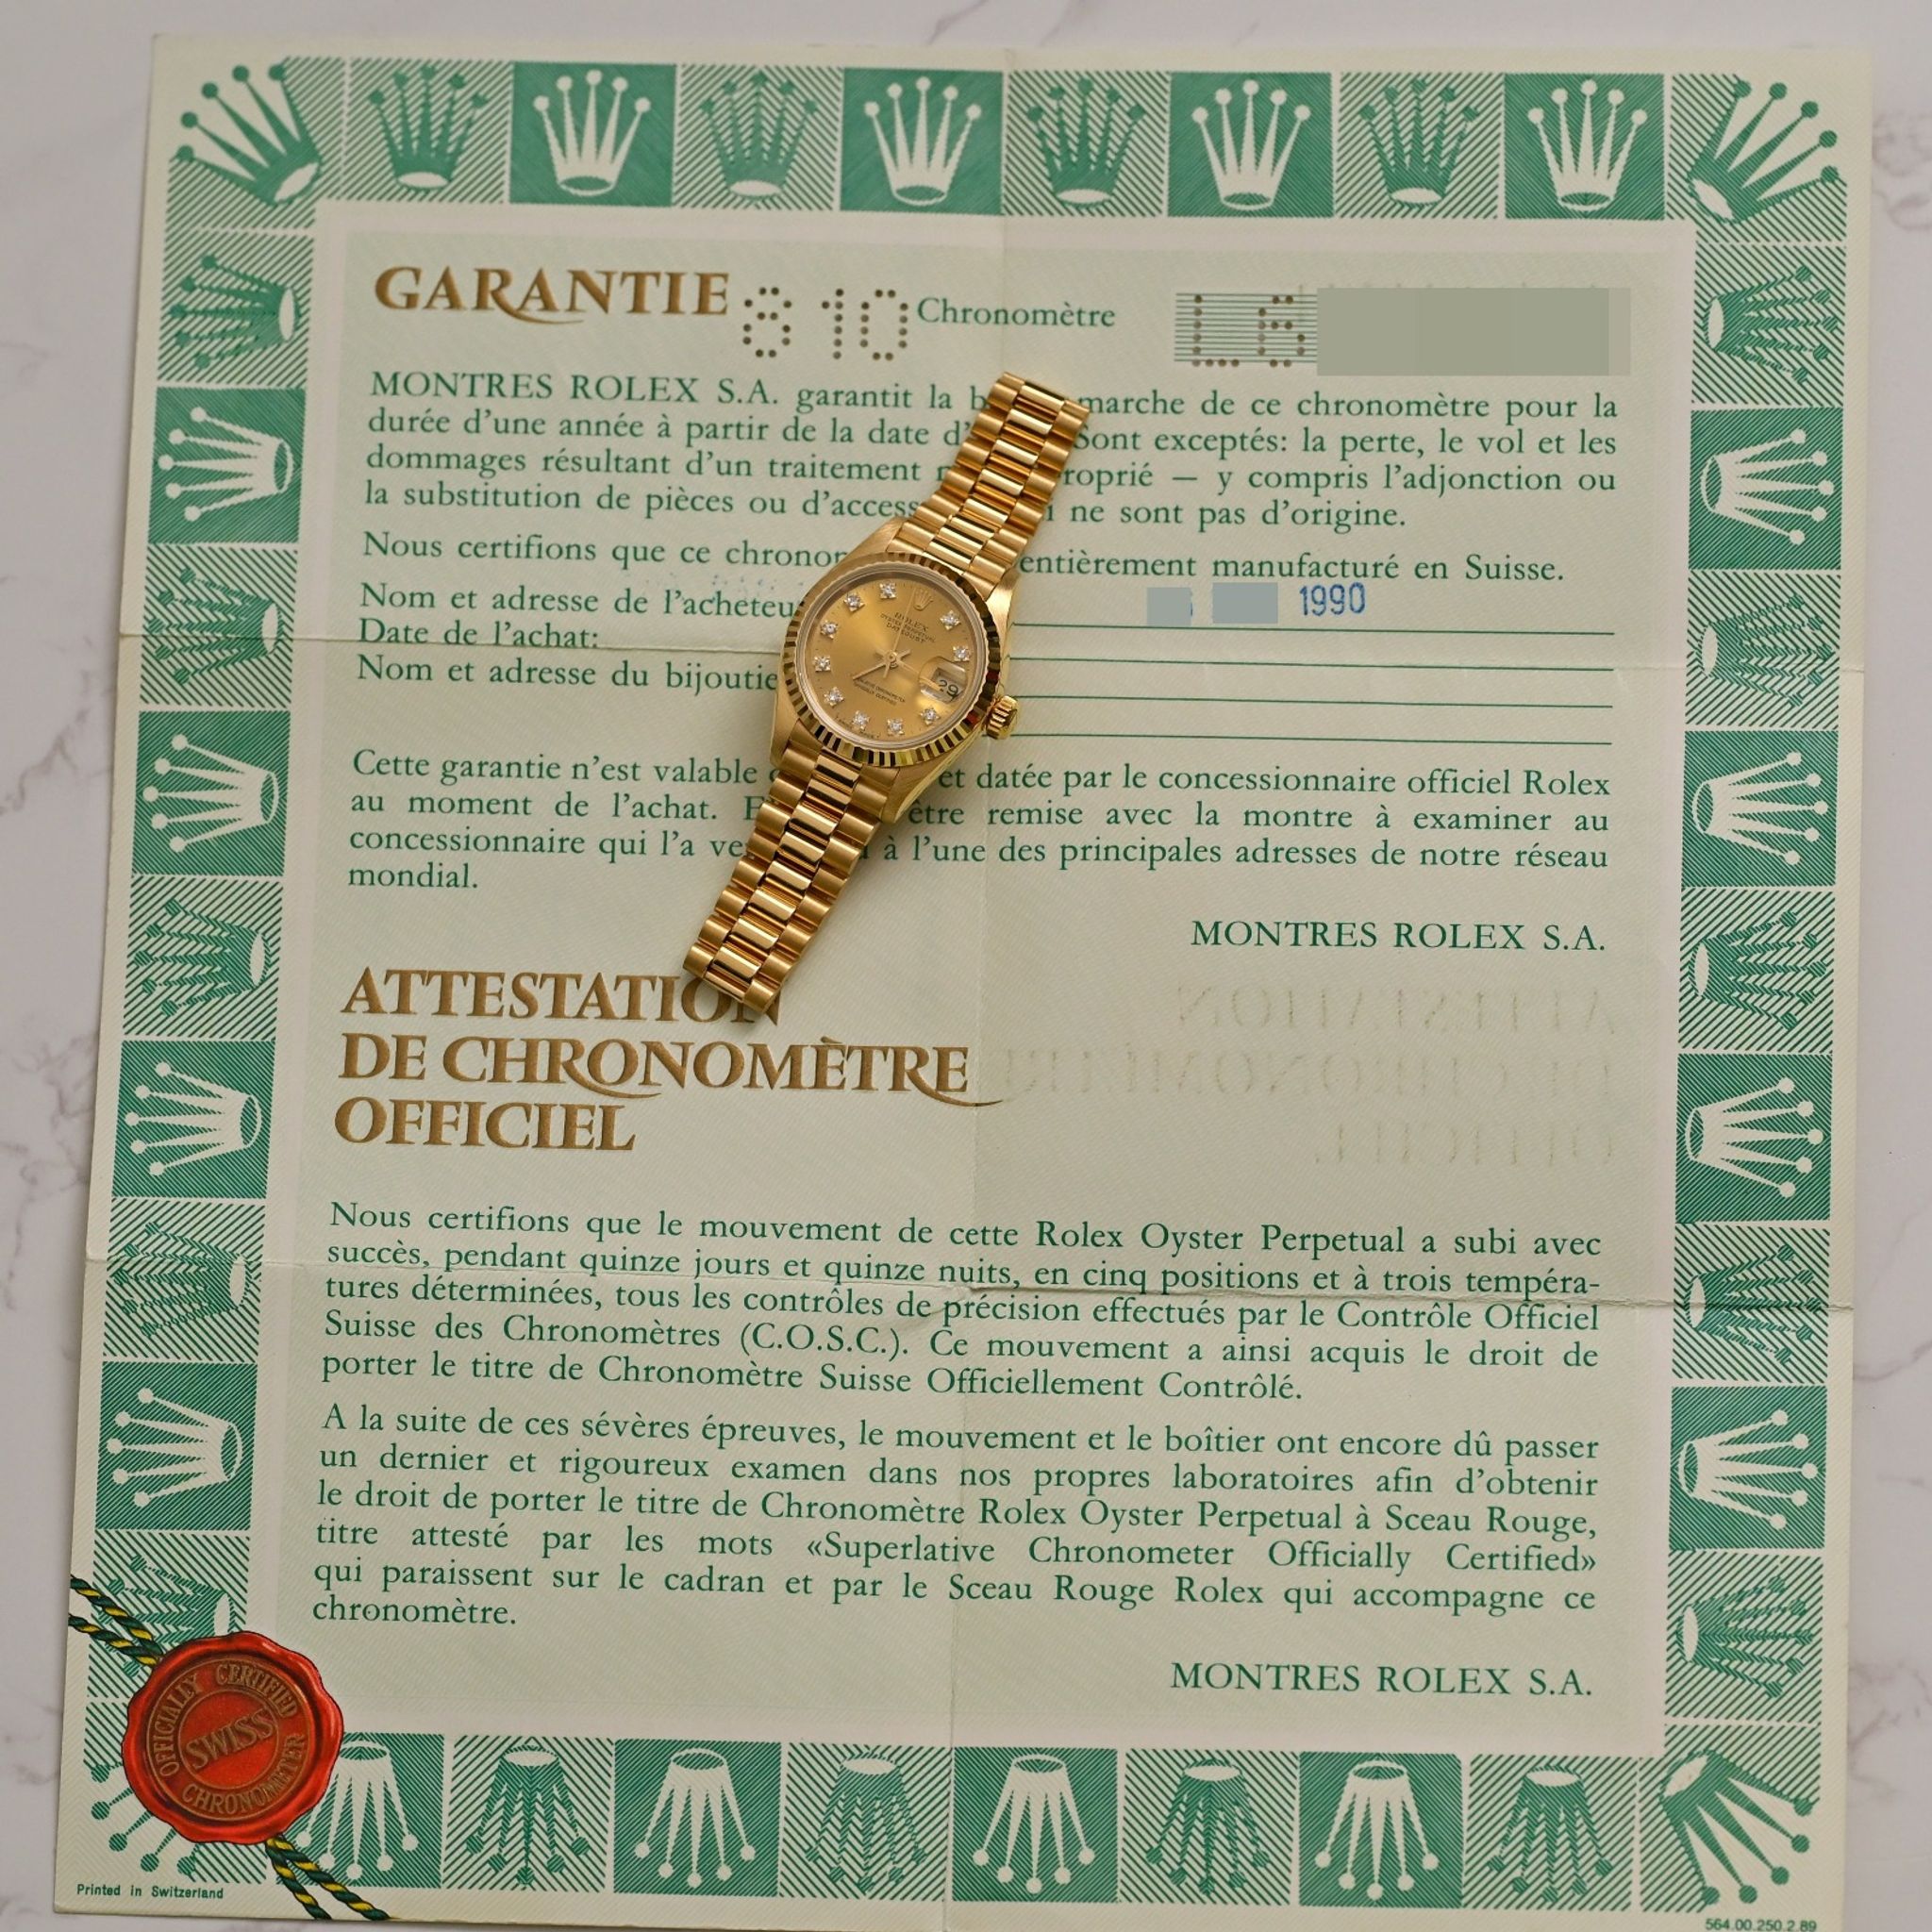 GARANTIE 810 Chronomètre L
MONTRES ROLEX S.A. garantit la b marche de ce chronomètre pour la
durée d'une année à partir de la date d' Sont exceptés: la perte, le vol et les
dommages résultant d'un traitement roprié — y compris l'adjonction ou
la substitution de pièces ou d'access i ne sont pas d'origine.
Nous certifions que ce chronom entièrement manufacturé en Suisse.
Nom et adresse de l'acheteu 1990
Date de l'achat:
Nom et adresse du bijoutie
Cette garantie n'est valable et datée par le concessionnaire officiel Rolex
au moment de l'achat. E être remise avec la montre à examiner au
concessionnaire qui l'a ve à l'une des principales adresses de notre réseau
mondial.
MONTRES ROLEX S.A.
ROLEX
OYSTER PERPETUAL
DATEJUST
29
SUPERLATIVE CHRONOMETER
OFFICIALLY CERTIFIED
ATTESTATION
DE CHRONOMÈTRE
OFFICIEL
Nous certifions que le mouvement de cette Rolex Oyster Perpetual a subi avec
succès, pendant quinze jours et quinze nuits, en cinq positions et à trois tempéra-
tures déterminées, tous les contrôles de précision effectués par le Contrôle Officiel
Suisse des Chronomètres (C.O.S.C.). Ce mouvement a ainsi acquis le droit de
porter le titre de Chronomètre Suisse Officiellement Contrôlé.
A la suite de ces sévères épreuves, le mouvement et le boîtier ont encore dû passer
un dernier et rigoureux examen dans nos propres laboratoires afin d'obtenir
le droit de porter le titre de Chronomètre Rolex Oyster Perpetual à Sceau Rouge,
titre attesté par les mots «Superlative Chronometer Officially Certified»
qui paraissent sur le cadran et par le Sceau Rouge Rolex qui accompagne ce
chronomètre.
MONTRES ROLEX S.A.
OFFICIALLY CERTIFIED
SWISS
CHRONOMETER
Printed in Switzerland
564.00.250.2.89